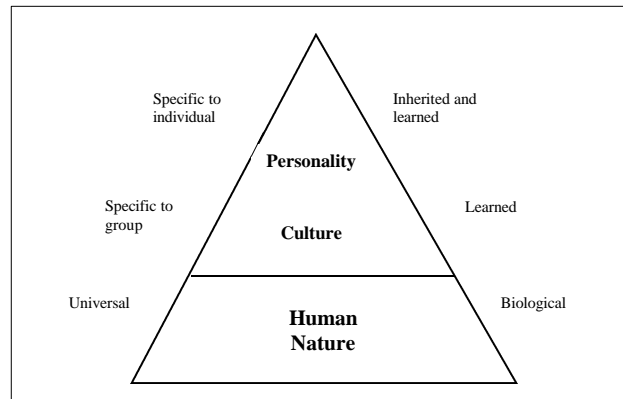 Specific to
individual
Inherited and
learned
Personality
Specific to
group
Learned
Culture
Universal
Biological
Human
Nature